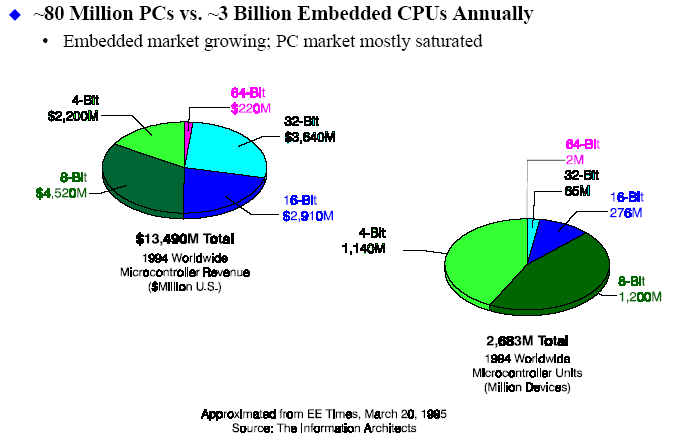 ~80 Million PCs vs. ~3 Billion Embedded CPUs Annually
• Embedded market growing; PC market mostly saturated
64-Bit
$220M
4-Bit
$2,200M
32-Bit
$3,640M
8-Bit
$4,520M
16-Bit
$2,910M
$13,490M Total
1994 Worldwide
Microcontroller Revenue
($Million U.S.)
64-Bit
2M
32-Bit
65M
16-Bit
276M
4-Bit
1,140M
8-Bit
1,200M
2,683M Total
1994 Worldwide
Microcontroller Units
(Million Devices)
Approximated from EE Times, March 20, 1995
Source: The Information Architects